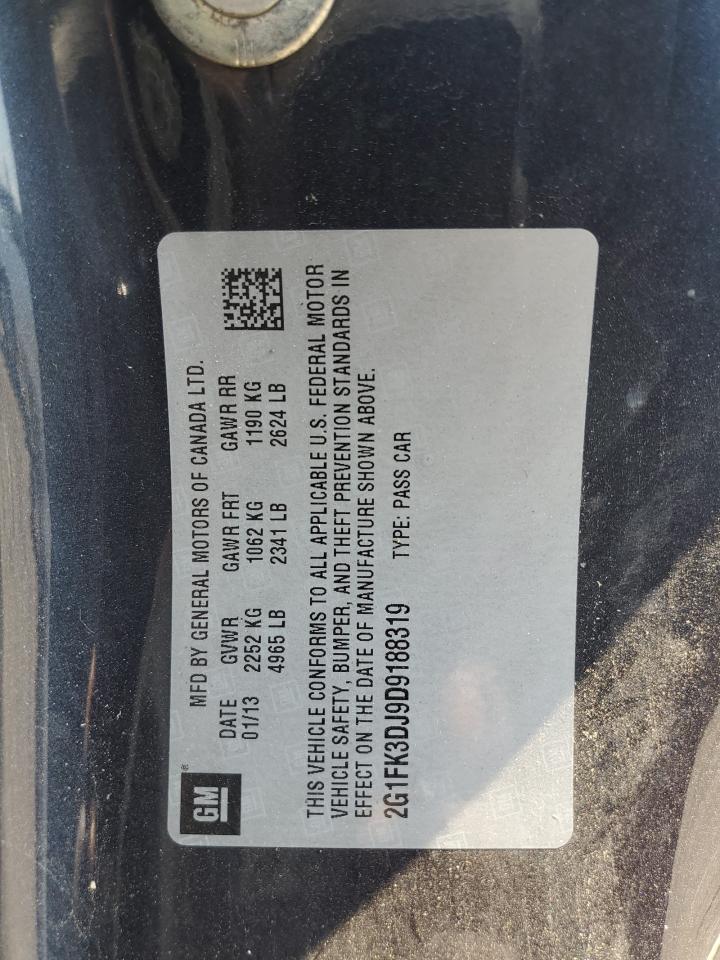 GM®
MFD BY GENERAL MOTORS OF CANADA LTD.
DATE GVWR GAWR FRT GAWR RR
01/13 2252 KG 1062 KG 1190 KG
4965 LB 2341 LB 2624 LB
THIS VEHICLE CONFORMS TO ALL APPLICABLE U.S. FEDERAL MOTOR
VEHICLE SAFETY, BUMPER, AND THEFT PREVENTION STANDARDS IN
EFFECT ON THE DATE OF MANUFACTURE SHOWN ABOVE.
2G1FK3DJ9D9188319 TYPE: PASS CAR